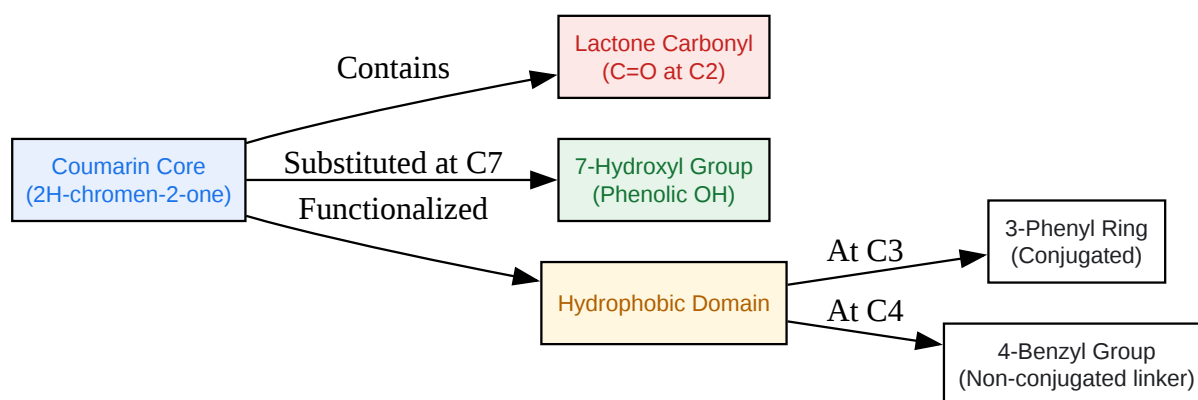 Contains
Lactone Carbonyl
(C=O at C2)
Coumarin Core
(2H-chromen-2-one)
Substituted at C7
7-Hydroxyl Group
(Phenolic OH)
Functionalized
Hydrophobic Domain
At C3
3-Phenyl Ring
(Conjugated)
At C4
4-Benzyl Group
(Non-conjugated linker)